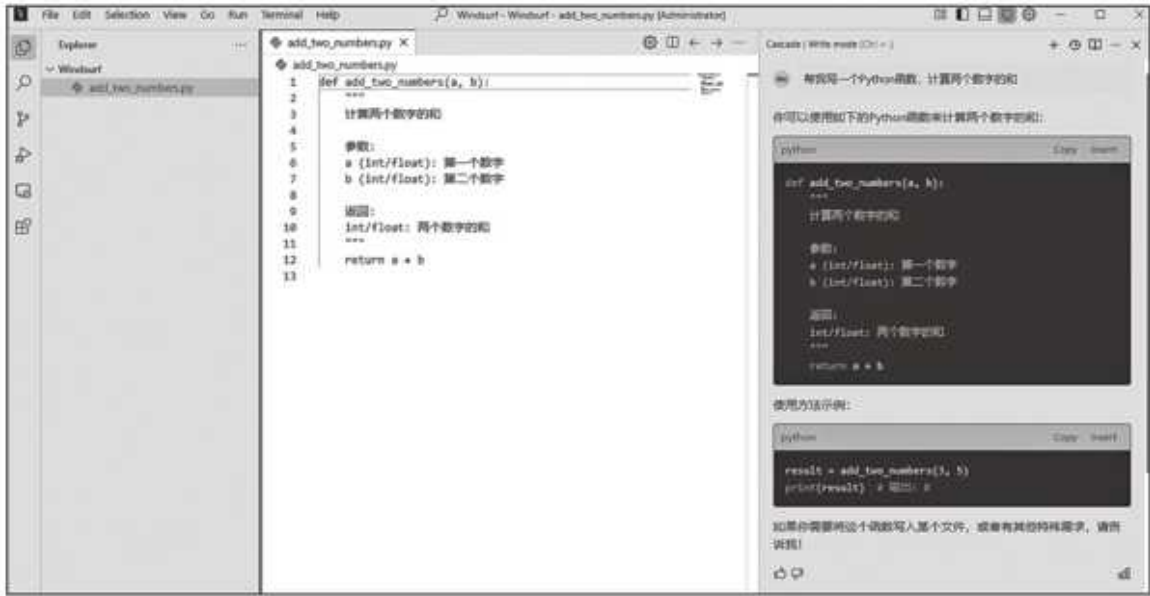 File Edit Selection View Go Run Terminal Help
Windsurf - Windsurf - add_two_numbers.py [Administrator]
Explorer
Windsurf
add_two_numbers.py
add_two_numbers.py
add_two_numbers.py
1 def add_two_numbers(a, b):
2 """
3 计算两个数字的和
4
5 参数:
6 a (int/float): 第一个数字
7 b (int/float): 第二个数字
8
9 返回:
10 int/float: 两个数字的和
11 """
12 return a + b
13
Cascade | Write mode
帮我写一个Python函数，计算两个数字的和
你可以使用如下的Python函数来计算两个数字的和:
python Copy Insert
def add_two_numbers(a, b):
"""
计算两个数字的和
参数:
a (int/float): 第一个数字
b (int/float): 第二个数字
返回:
int/float: 两个数字的和
"""
return a + b
使用方法示例:
python Copy Insert
result = add_two_numbers(3, 5)
print(result) # 输出: 8
如果你需要将这个函数写入某个文件，或者有其他特殊需求，请告
诉我!